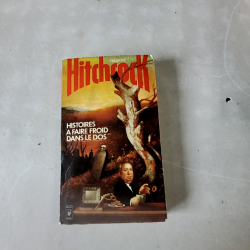 Hitchcock
HISTOIRES
A FAIRE FROID
DANS LE DOS